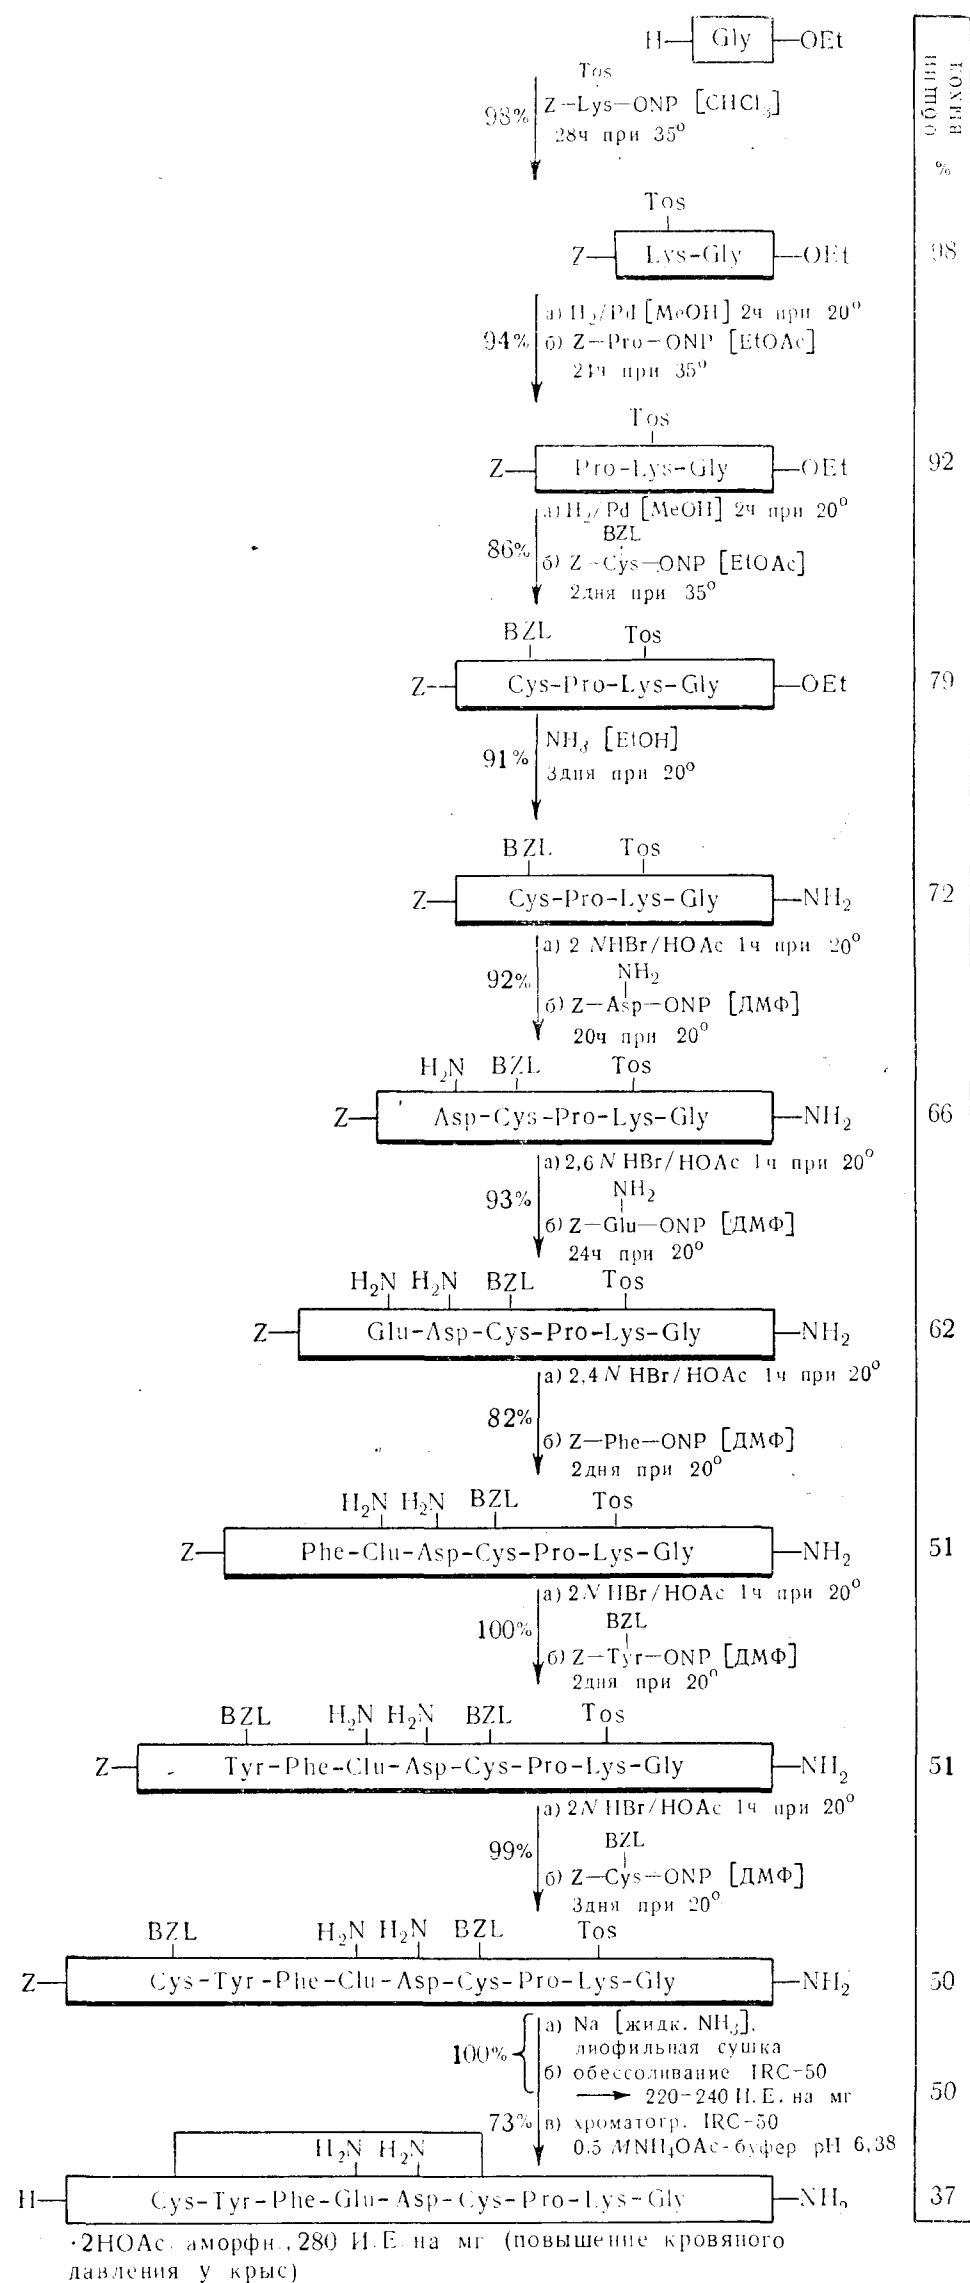 H—Gly—OEt
общий выход
%
Tos
98% Z—Lys—ONP [CHCl3]
28ч при 35°
Tos
Z—Lys-Gly—OEt 98
а) H2/Pd [MeOH] 2ч при 20°
94% б) Z—Pro—ONP [EtOAc]
21ч при 35°
Tos
Z—Pro-Lys-Gly—OEt 92
а) H2/Pd [MeOH] 2ч при 20°
BZL
86% б) Z—Cys—ONP [EtOAc]
2дня при 35°
BZL Tos
Z—Cys-Pro-Lys-Gly—OEt 79
NH3 [EtOH]
91% 3дня при 20°
BZL Tos
Z—Cys-Pro-Lys-Gly—NH2 72
а) 2 NHBr/HOAc 1ч при 20°
NH2
92% б) Z—Asp—ONP [ДМФ]
20ч при 20°
H2N BZL Tos
Z—Asp-Cys-Pro-Lys-Gly—NH2 66
а) 2,6 N HBr/HOAc 1ч при 20°
NH2
93% б) Z—Glu—ONP [ДМФ]
24ч при 20°
H2N H2N BZL Tos
Z—Glu-Asp-Cys-Pro-Lys-Gly—NH2 62
а) 2,4 N HBr/HOAc 1ч при 20°
82% б) Z—Phe—ONP [ДМФ]
2дня при 20°
H2N H2N BZL Tos
Z—Phe-Clu-Asp-Cys-Pro-Lys-Gly—NH2 51
а) 2N HBr/HOAc 1ч при 20°
BZL
100% б) Z—Tyr—ONP [ДМФ]
2дня при 20°
BZL H2N H2N BZL Tos
Z—Tyr-Phe-Clu-Asp-Cys-Pro-Lys-Gly—NH2 51
а) 2N HBr/HOAc 1ч при 20°
BZL
99% б) Z—Cys—ONP [ДМФ]
3дня при 20°
BZL H2N H2N BZL Tos
Z—Cys-Tyr-Phe-Clu-Asp-Cys-Pro-Lys-Gly—NH2 50
а) Na [жидк. NH3],
лиофильная сушка
100% б) обессоливание IRC-50
→ 220-240 И.Е. на мг 50
73% в) хроматогр. IRC-50
0.5 MNH4OAc-буфер pH 6,38
H2N H2N
H—Cys-Tyr-Phe-Glu-Asp-Cys-Pro-Lys-Gly—NH2 37
·2HOAc аморфн., 280 И.Е. на мг (повышение кровяного
давления у крыс)